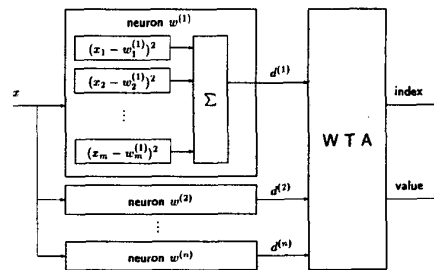 neuron w^(1)
(x_1 − w_1^(1))^2
(x_2 − w_2^(1))^2
⋮
(x_m − w_m^(1))^2
Σ
x
d^(1)
W T A
index
value
neuron w^(2)
d^(2)
⋯
neuron w^(n)
d^(n)